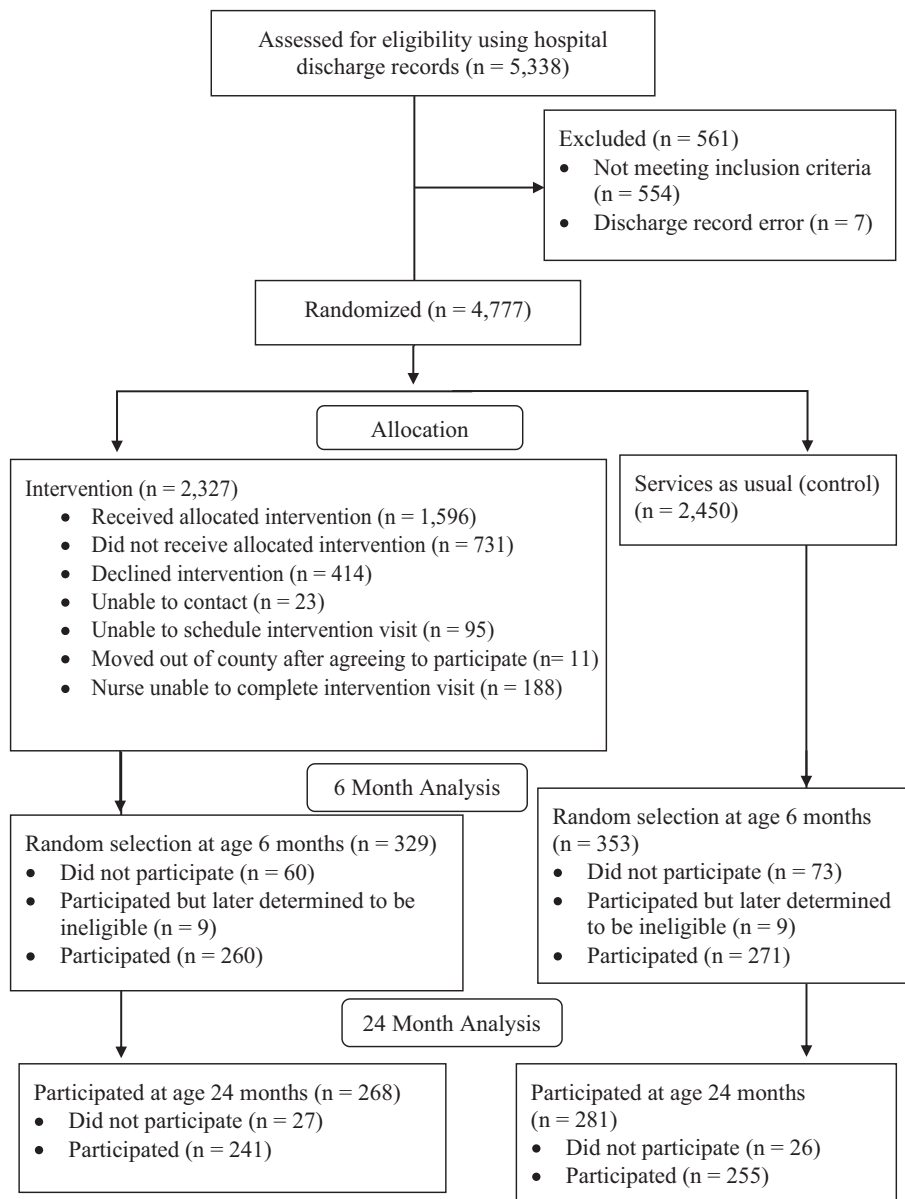 Assessed for eligibility using hospital
discharge records (n = 5,338)
Excluded (n = 561)
• Not meeting inclusion criteria
(n = 554)
• Discharge record error (n = 7)
Randomized (n = 4,777)
Allocation
Intervention (n = 2,327)
• Received allocated intervention (n = 1,596)
• Did not receive allocated intervention (n = 731)
• Declined intervention (n = 414)
• Unable to contact (n = 23)
• Unable to schedule intervention visit (n = 95)
• Moved out of county after agreeing to participate (n= 11)
• Nurse unable to complete intervention visit (n = 188)
Services as usual (control)
(n = 2,450)
6 Month Analysis
Random selection at age 6 months (n = 329)
• Did not participate (n = 60)
• Participated but later determined to be
ineligible (n = 9)
• Participated (n = 260)
Random selection at age 6 months
(n = 353)
• Did not participate (n = 73)
• Participated but later determined
to be ineligible (n = 9)
• Participated (n = 271)
24 Month Analysis
Participated at age 24 months (n = 268)
• Did not participate (n = 27)
• Participated (n = 241)
Participated at age 24 months
(n = 281)
• Did not participate (n = 26)
• Participated (n = 255)